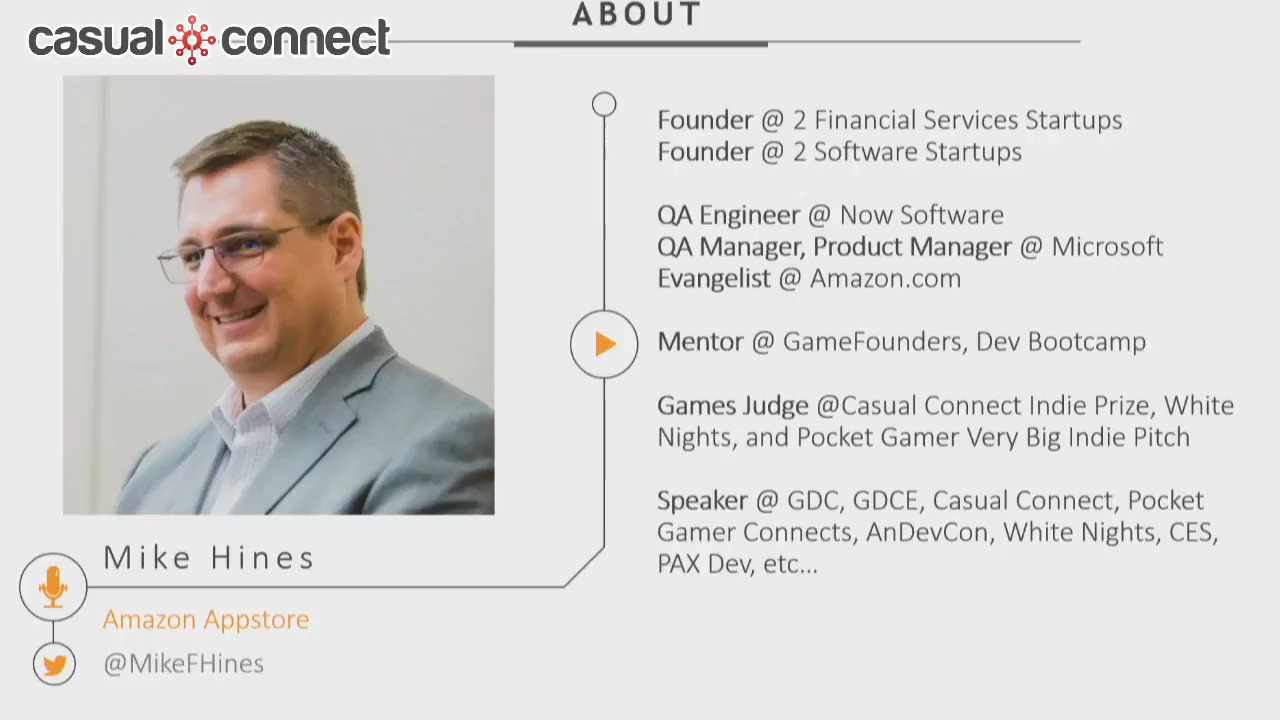 ABOUT
casual connect
Founder @ 2 Financial Services Startups
Founder @ 2 Software Startups
QA Engineer @ Now Software
QA Manager, Product Manager @ Microsoft
Evangelist @ Amazon.com
Mentor @ GameFounders, Dev Bootcamp
Games Judge @Casual Connect Indie Prize, White
Nights, and Pocket Gamer Very Big Indie Pitch
Speaker @ GDC, GDCE, Casual Connect, Pocket
Gamer Connects, AnDevCon, White Nights, CES,
PAX Dev, etc...
Mike Hines
Amazon Appstore
@MikeFHines